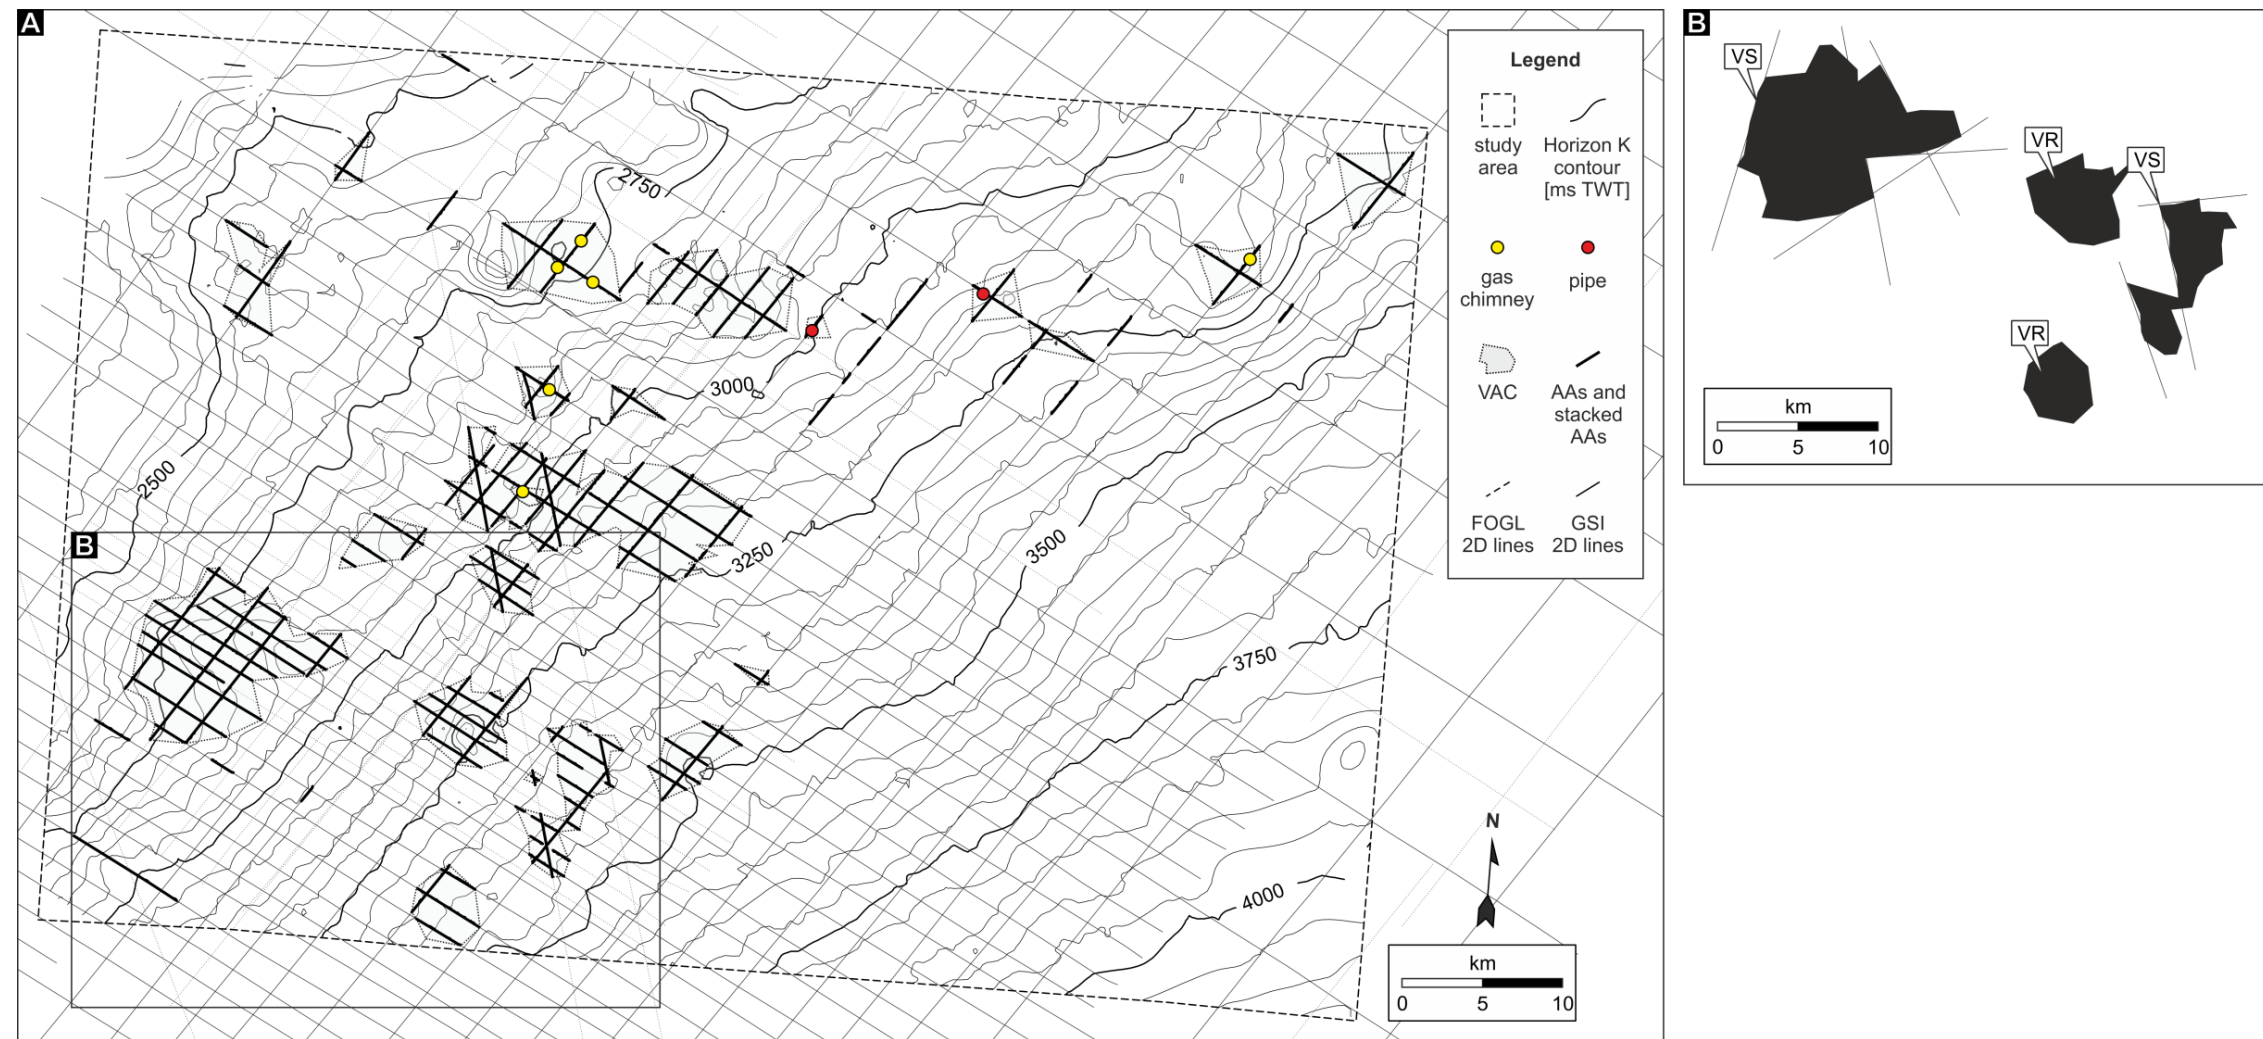 A
2750
3000
2500
3250
3500
3750
4000
B
Legend
study
area
Horizon K
contour
[ms TWT]
gas
chimney
pipe
VAC
AAs and
stacked
AAs
FOGL
2D lines
GSI
2D lines
N
km
0 5 10
B
VS
VR
VS
VR
km
0 5 10